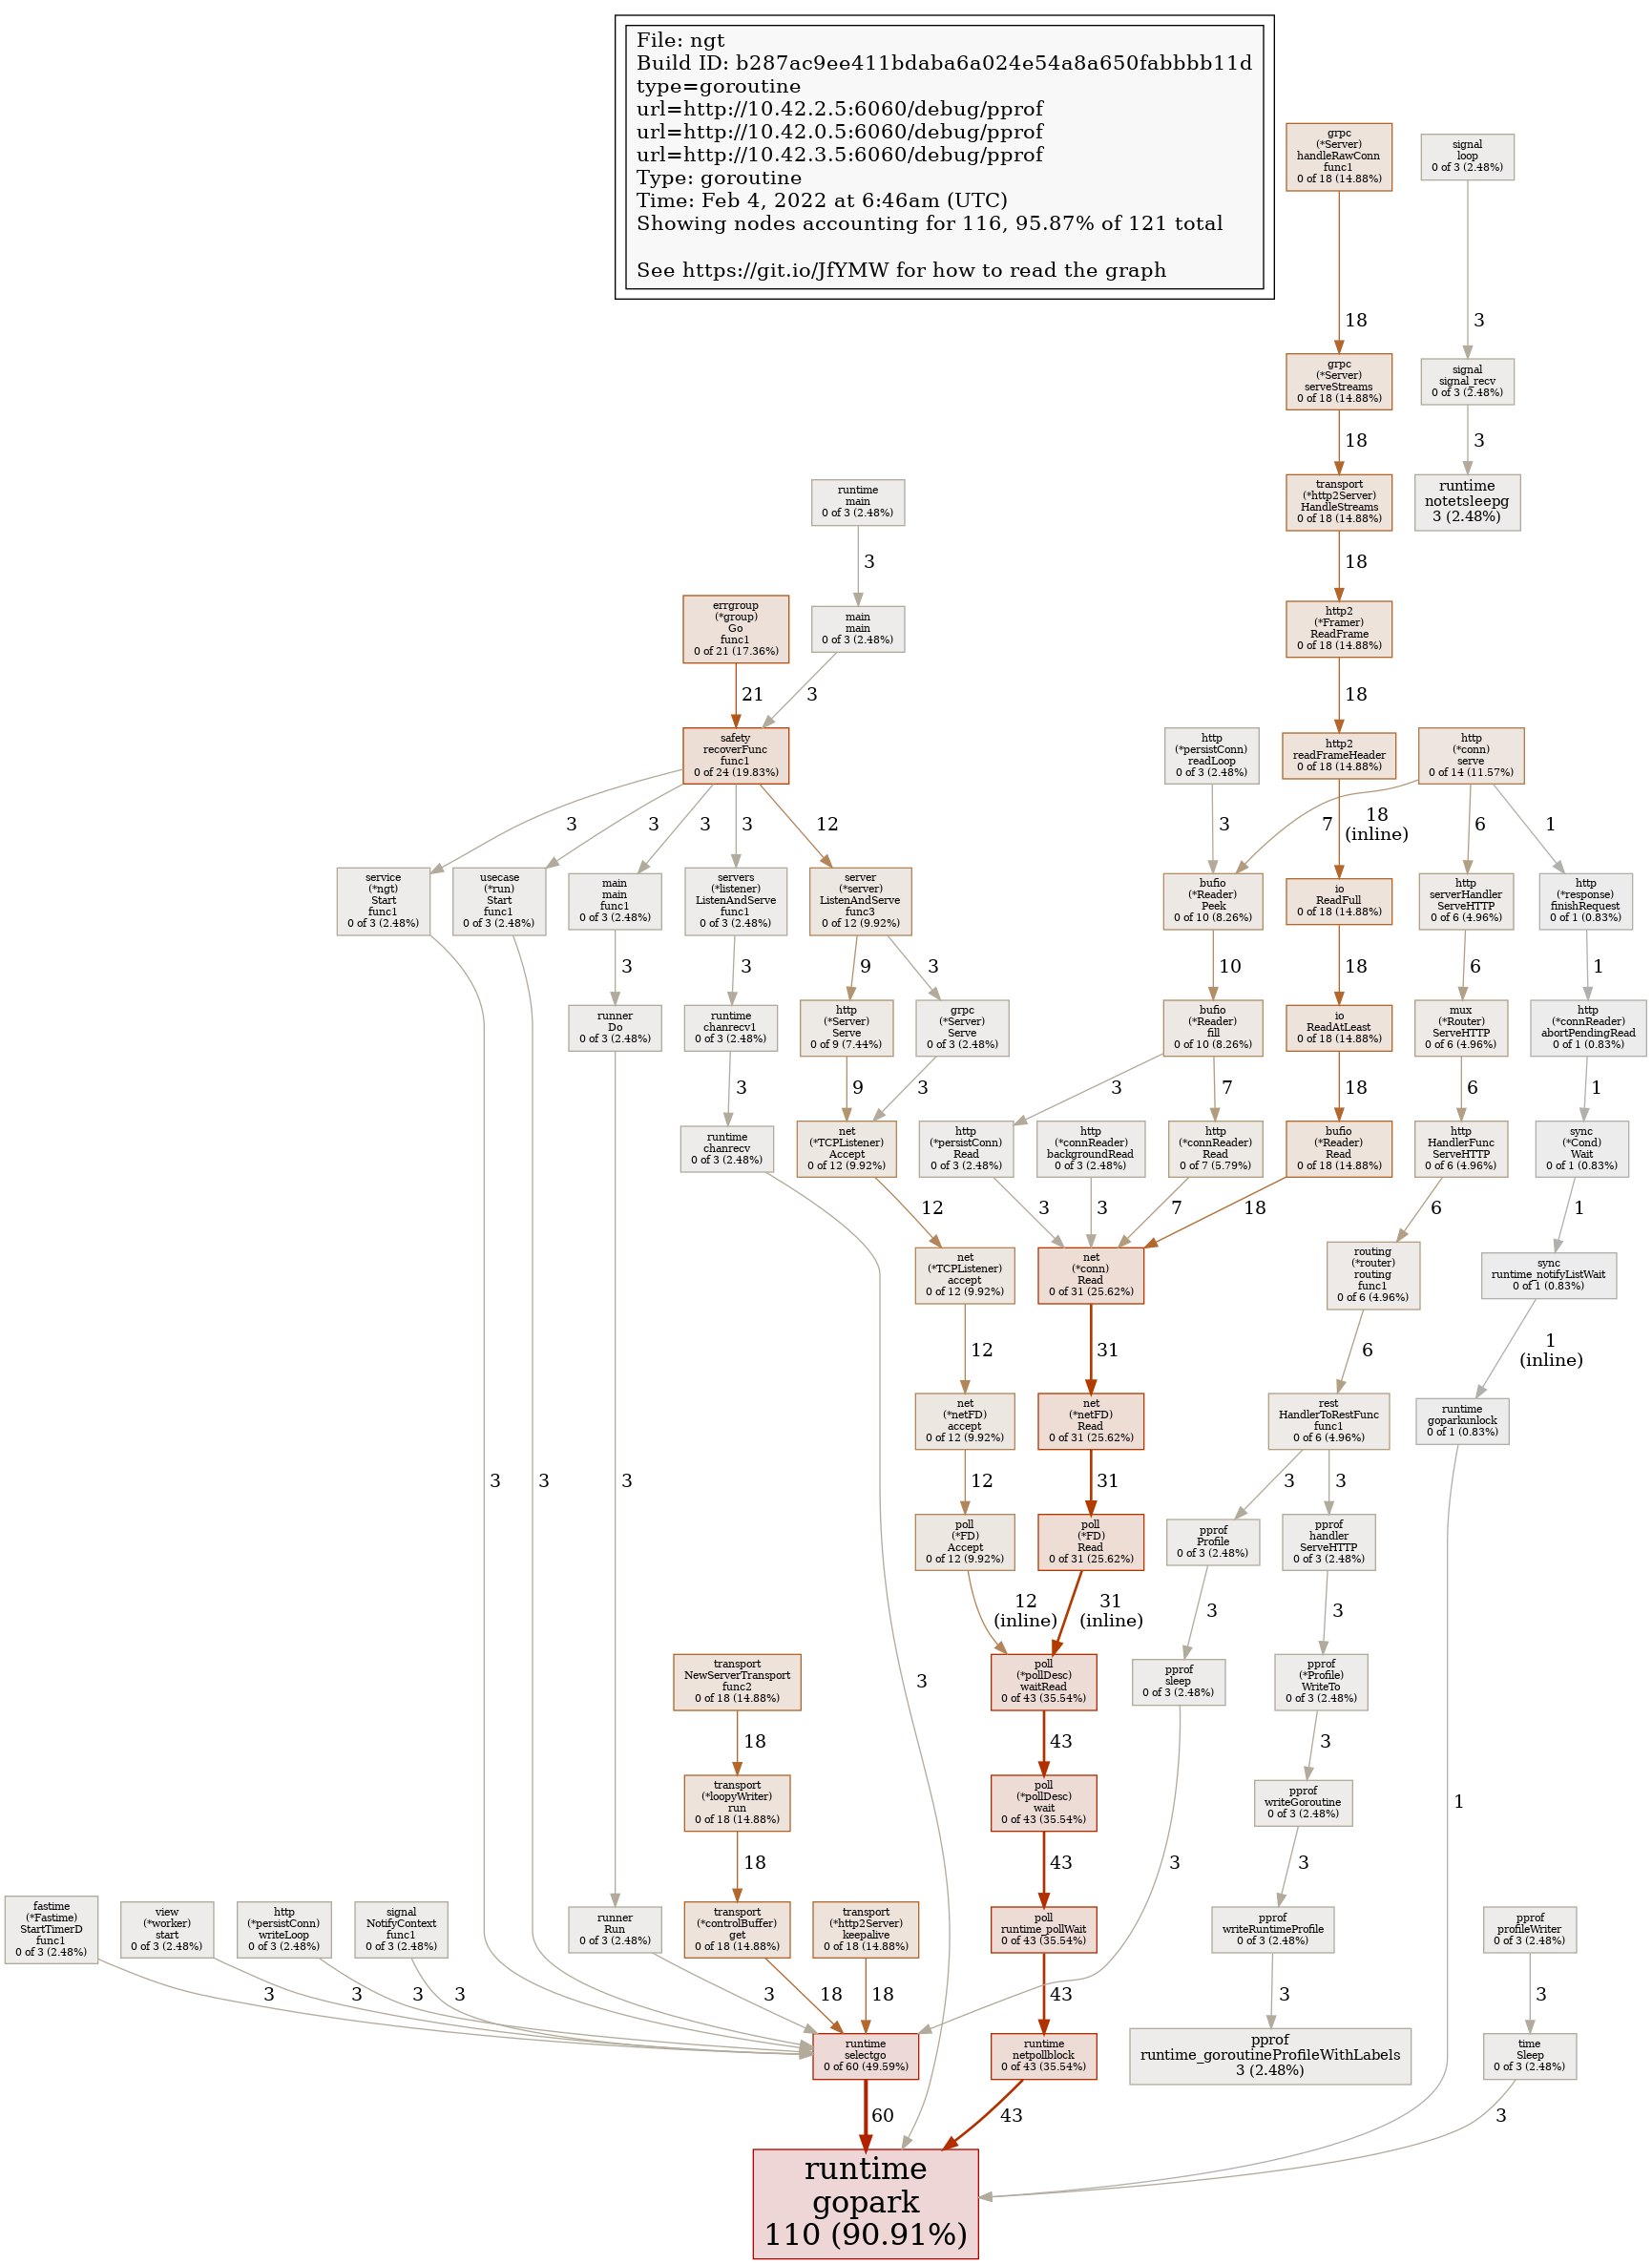 File: ngt
Build ID: b287ac9ee411bdaba6a024e54a8a650fabbbb11d
type=goroutine
url=http://10.42.2.5:6060/debug/pprof
url=http://10.42.0.5:6060/debug/pprof
url=http://10.42.3.5:6060/debug/pprof
Type: goroutine
Time: Feb 4, 2022 at 6:46am (UTC)
Showing nodes accounting for 116, 95.87% of 121 total
See https://git.io/JfYMW for how to read the graph
grpc
(*Server)
handleRawConn
func1
0 of 18 (14.88%)
signal
loop
0 of 3 (2.48%)
18
3
grpc
(*Server)
serveStreams
0 of 18 (14.88%)
signal
signal_recv
0 of 3 (2.48%)
18
3
runtime
main
0 of 3 (2.48%)
transport
(*http2Server)
HandleStreams
0 of 18 (14.88%)
runtime
notetsleepg
3 (2.48%)
3
18
errgroup
(*group)
Go
func1
0 of 21 (17.36%)
main
main
0 of 3 (2.48%)
http2
(*Framer)
ReadFrame
0 of 18 (14.88%)
21
3
18
safety
recoverFunc
func1
0 of 24 (19.83%)
http
(*persistConn)
readLoop
0 of 3 (2.48%)
http2
readFrameHeader
0 of 18 (14.88%)
http
(*conn)
serve
0 of 14 (11.57%)
3
3
3
3
12
3
7
18
(inline)
6
1
service
(*ngt)
Start
func1
0 of 3 (2.48%)
usecase
(*run)
Start
func1
0 of 3 (2.48%)
main
main
func1
0 of 3 (2.48%)
servers
(*listener)
ListenAndServe
func1
0 of 3 (2.48%)
server
(*server)
ListenAndServe
func3
0 of 12 (9.92%)
bufio
(*Reader)
Peek
0 of 10 (8.26%)
io
ReadFull
0 of 18 (14.88%)
http
serverHandler
ServeHTTP
0 of 6 (4.96%)
http
(*response)
finishRequest
0 of 1 (0.83%)
3
3
9
3
10
18
6
1
runner
Do
0 of 3 (2.48%)
runtime
chanrecv1
0 of 3 (2.48%)
http
(*Server)
Serve
0 of 9 (7.44%)
grpc
(*Server)
Serve
0 of 3 (2.48%)
bufio
(*Reader)
fill
0 of 10 (8.26%)
io
ReadAtLeast
0 of 18 (14.88%)
mux
(*Router)
ServeHTTP
0 of 6 (4.96%)
http
(*connReader)
abortPendingRead
0 of 1 (0.83%)
3
9
3
3
7
18
6
1
runtime
chanrecv
0 of 3 (2.48%)
net
(*TCPListener)
Accept
0 of 12 (9.92%)
http
(*persistConn)
Read
0 of 3 (2.48%)
http
(*connReader)
backgroundRead
0 of 3 (2.48%)
http
(*connReader)
Read
0 of 7 (5.79%)
bufio
(*Reader)
Read
0 of 18 (14.88%)
http
HandlerFunc
ServeHTTP
0 of 6 (4.96%)
sync
(*Cond)
Wait
0 of 1 (0.83%)
12
3
3
7
18
6
1
net
(*TCPListener)
accept
0 of 12 (9.92%)
net
(*conn)
Read
0 of 31 (25.62%)
routing
(*router)
routing
func1
0 of 6 (4.96%)
sync
runtime_notifyListWait
0 of 1 (0.83%)
12
31
6
1
(inline)
net
(*netFD)
accept
0 of 12 (9.92%)
net
(*netFD)
Read
0 of 31 (25.62%)
rest
HandlerToRestFunc
func1
0 of 6 (4.96%)
runtime
goparkunlock
0 of 1 (0.83%)
3
3
3
12
31
3
3
poll
(*FD)
Accept
0 of 12 (9.92%)
poll
(*FD)
Read
0 of 31 (25.62%)
pprof
Profile
0 of 3 (2.48%)
pprof
handler
ServeHTTP
0 of 3 (2.48%)
12
(inline)
31
(inline)
3
3
transport
NewServerTransport
func2
0 of 18 (14.88%)
3
poll
(*pollDesc)
waitRead
0 of 43 (35.54%)
pprof
sleep
0 of 3 (2.48%)
pprof
(*Profile)
WriteTo
0 of 3 (2.48%)
18
43
3
transport
(*loopyWriter)
run
0 of 18 (14.88%)
poll
(*pollDesc)
wait
0 of 43 (35.54%)
pprof
writeGoroutine
0 of 3 (2.48%)
1
18
43
3
3
fastime
(*Fastime)
StartTimerD
func1
0 of 3 (2.48%)
view
(*worker)
start
0 of 3 (2.48%)
http
(*persistConn)
writeLoop
0 of 3 (2.48%)
signal
NotifyContext
func1
0 of 3 (2.48%)
runner
Run
0 of 3 (2.48%)
transport
(*controlBuffer)
get
0 of 18 (14.88%)
transport
(*http2Server)
keepalive
0 of 18 (14.88%)
poll
runtime_pollWait
0 of 43 (35.54%)
pprof
writeRuntimeProfile
0 of 3 (2.48%)
pprof
profileWriter
0 of 3 (2.48%)
3
3
3
3
3
18
18
43
3
3
runtime
selectgo
0 of 60 (49.59%)
runtime
netpollblock
0 of 43 (35.54%)
pprof
runtime_goroutineProfileWithLabels
3 (2.48%)
time
Sleep
0 of 3 (2.48%)
60
43
3
runtime
gopark
110 (90.91%)